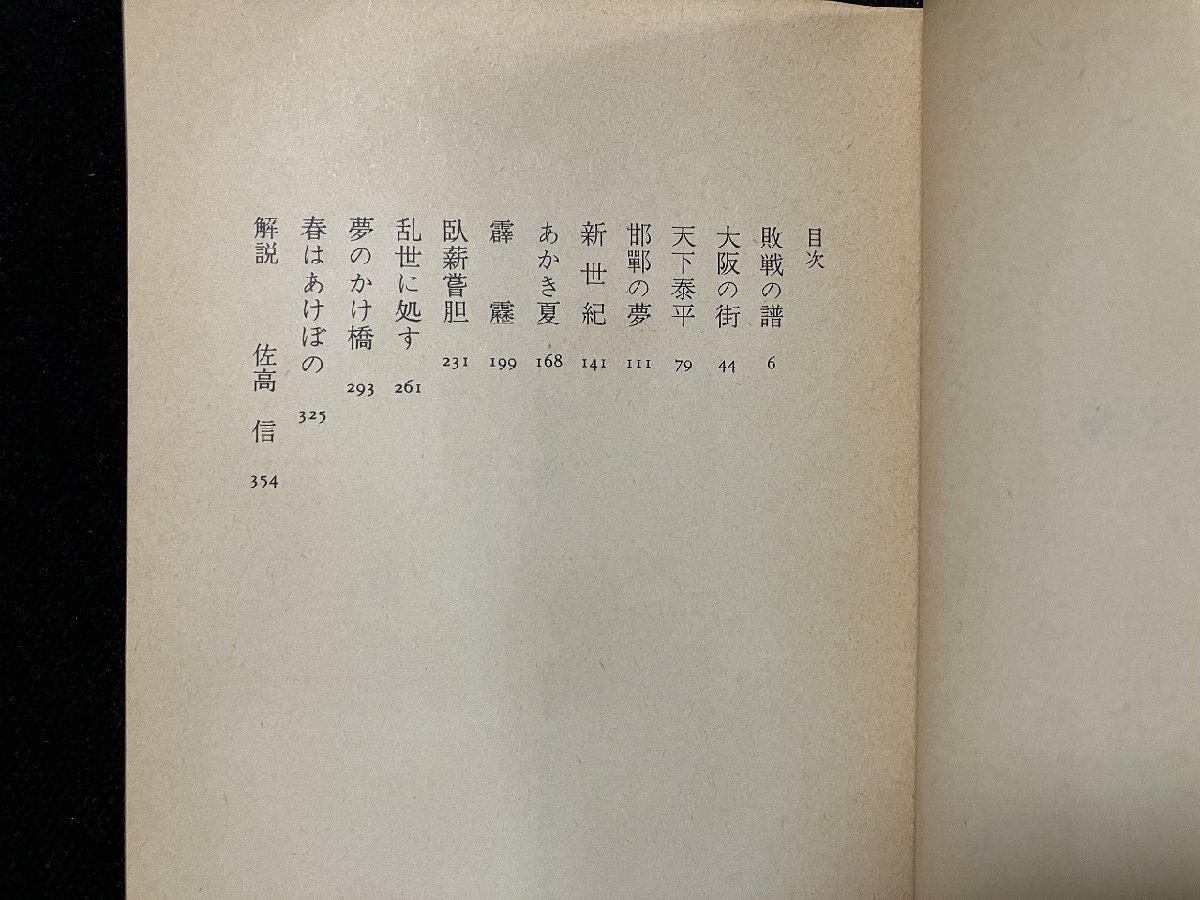 目次
敗戦の譜 6
大阪の街 44
天下泰平 79
邯鄲の夢 111
新世紀 141
あかき夏 168
霹靂 199
臥薪嘗胆 231
乱世に処す 261
夢のかけ橋 293
春はあけぼの 325
解説 佐高 信 354